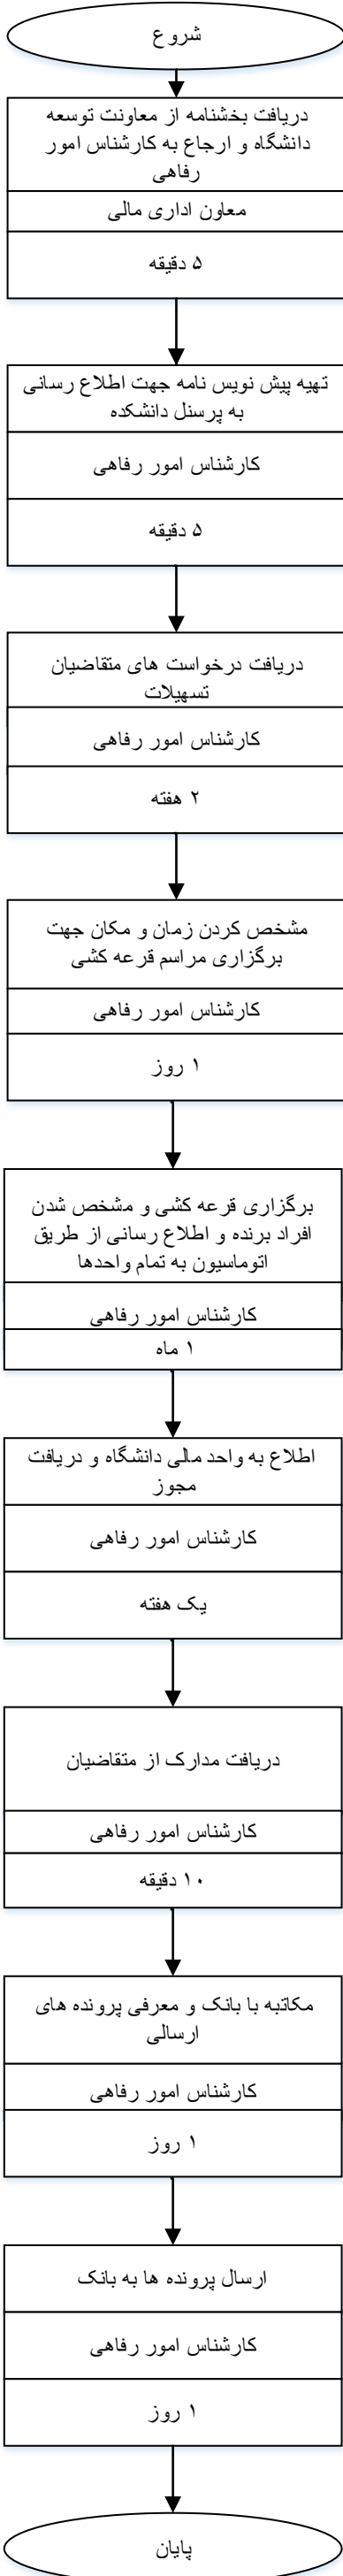 شروع
دریافت بخشنامه از معاونت توسعه
دانشگاه و ارجاع به کارشناس امور
رفاهی
معاون اداری مالی
۵ دقیقه
تهیه پیش نویس نامه جهت اطلاع رسانی
به پرسنل دانشکده
کارشناس امور رفاهی
۵ دقیقه
دریافت درخواست های متقاضیان
تسهیلات
کارشناس امور رفاهی
۲ هفته
مشخص کردن زمان و مکان جهت
برگزاری مراسم قرعه کشی
کارشناس امور رفاهی
۱ روز
برگزاری قرعه کشی و مشخص شدن
افراد برنده و اطلاع رسانی از طریق
اتوماسیون به تمام واحدها
کارشناس امور رفاهی
۱ ماه
اطلاع به واحد مالی دانشگاه و دریافت
مجوز
کارشناس امور رفاهی
یک هفته
دریافت مدارک از متقاضیان
کارشناس امور رفاهی
۱۰ دقیقه
مکاتبه با بانک و معرفی پرونده های
ارسالی
کارشناس امور رفاهی
۱ روز
ارسال پرونده ها به بانک
کارشناس امور رفاهی
۱ روز
پایان